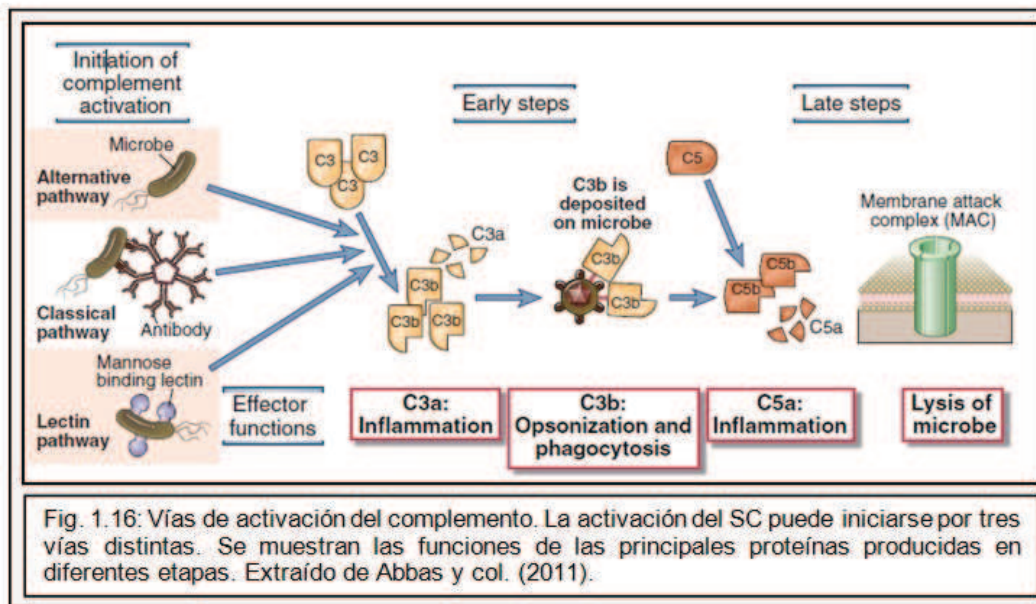 Initiation of
complement
activation
Early steps
Late steps
Microbe
Alternative
pathway
C3
C3
C3
C5
C3b is
deposited
on microbe
Membrane attack
complex (MAC)
C3a
Classical
pathway
Antibody
C3b
C3b
C3b
C3b
C3b
C5b
C5b
C5a
Mannose
binding lectin
Lectin
pathway
Effector
functions
C3a:
Inflammation
C3b:
Opsonization and
phagocytosis
C5a:
Inflammation
Lysis of
microbe
Fig. 1.16: Vías de activación del complemento. La activación del SC puede iniciarse por tres
vías distintas. Se muestran las funciones de las principales proteínas producidas en
diferentes etapas. Extraído de Abbas y col. (2011).